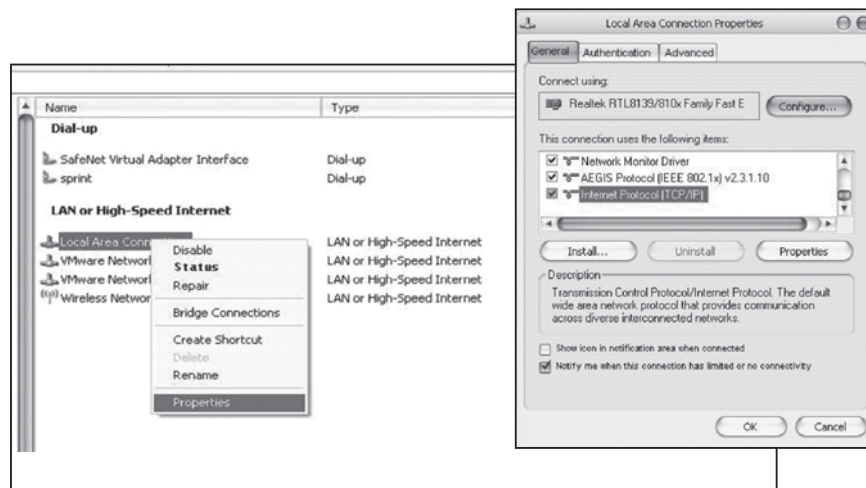 Name Type
Dial-up
SafeNet Virtual Adapter Interface Dial-up
sprint Dial-up
LAN or High-Speed Internet
Local Area LAN or High-Speed Internet
VMware LAN or High-Speed Internet
VMware LAN or High-Speed Internet
Wireless LAN or High-Speed Internet
Disable
Status
Repair
Bridge Connections
Create Shortcut
Delete
Rename
Properties
Local Area Connection Properties
General Authentication Advanced
Connect using:
Realtek RTL8139/810x Family Fast E Configure...
This connection uses the following items:
Network Monitor Driver
AEGIS Protocol (IEEE 802.1x) v2.3.1.10
Internet Protocol (TCP/IP)
Install... Uninstall Properties
Description
Transmission Control Protocol/Internet Protocol. The default
wide area network protocol that provides communication
across diverse interconnected networks.
Show icon in notification area when connected
Notify me when this connection has limited or no connectivity
OK Cancel